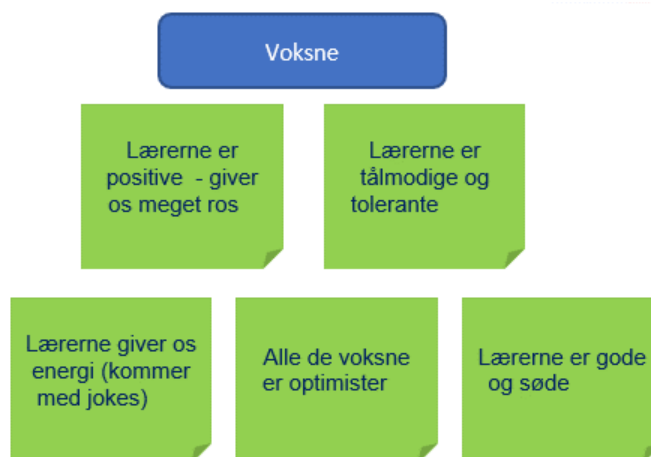 Voksne
Lærerne er
positive - giver
os meget ros
Lærerne er
tålmodige og
tolerante
Lærerne giver os
energi (kommer
med jokes)
Alle de voksne
er optimister
Lærerne er gode
og søde